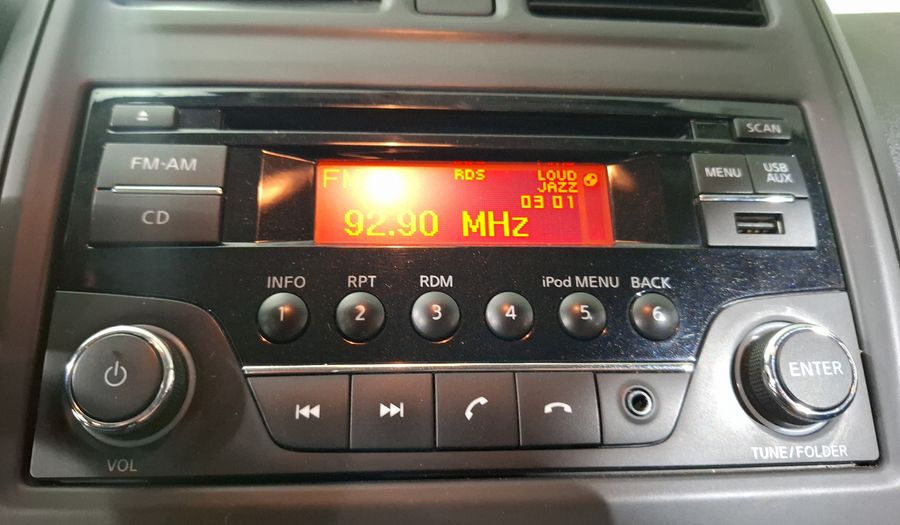 SCAN
FM·AM
CD
FM
RDS
LOUD
JAZZ
03 01
92.90 MHz
MENU
USB AUX
INFO
RPT
RDM
iPod MENU
BACK
1
2
3
4
5
6
ENTER
VOL
TUNE/FOLDER